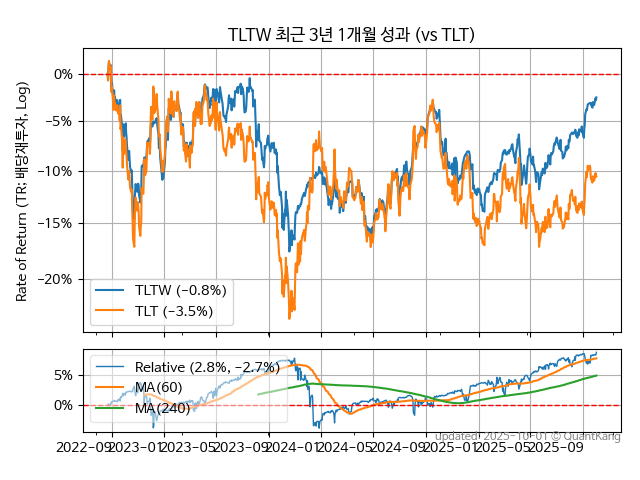 TLTW 최근 3년 1개월 성과 (vs TLT)
Rate of Return (TR: 배당재투자, Log)
0%
−5%
−10%
−15%
−20%
TLTW (−0.8%)
TLT (−3.5%)
5%
0%
Relative (2.8%, −2.7%)
MA(60)
MA(240)
2022−09 2023−01 2023−05 2023−09 2024−01 2024−05 2024−09 2025−01 2025−05 2025−09
updated: 2025−10−01 © QuantKang